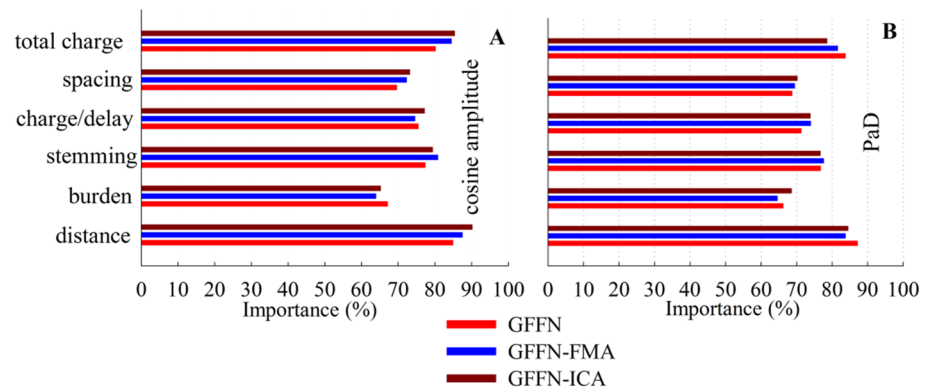 A
B
total charge
spacing
charge/delay
stemming
burden
distance
cosine amplitude
PaD
0 10 20 30 40 50 60 70 80 90 100
0 10 20 30 40 50 60 70 80 90 100
Importance (%)
Importance (%)
GFFN
GFFN-FMA
GFFN-ICA